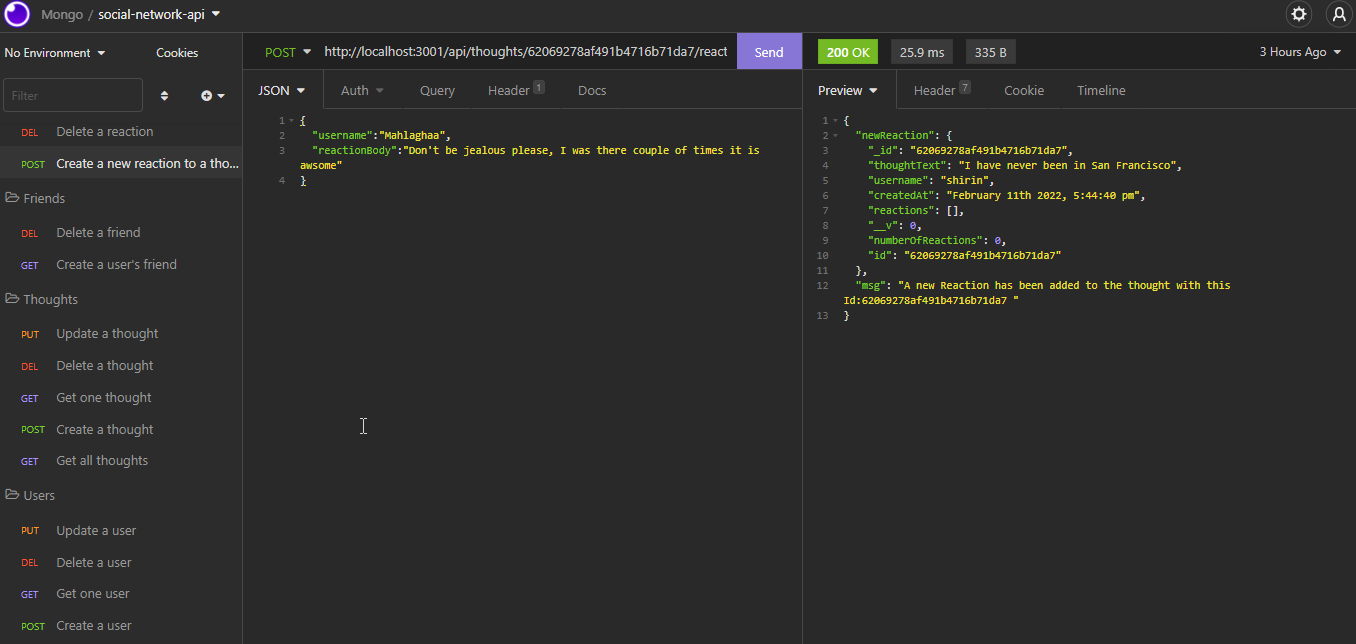 Mongo / social-network-api
No Environment
Cookies
Filter
DEL Delete a reaction
POST Create a new reaction to a tho...
Friends
DEL Delete a friend
GET Create a user's friend
Thoughts
PUT Update a thought
DEL Delete a thought
GET Get one thought
POST Create a thought
GET Get all thoughts
Users
PUT Update a user
DEL Delete a user
GET Get one user
POST Create a user
POST http://localhost:3001/api/thoughts/62069278af491b4716b71da7/react
Send
JSON Auth Query Header 1 Docs
1 {
2 "username":"Mahlaghaa",
3 "reactionBody":"Don't be jealous please, I was there couple of times it is
awsome"
4 }
200 OK 25.9 ms 335 B 3 Hours Ago
Preview Header 7 Cookie Timeline
1 {
2 "newReaction": {
3 "_id": "62069278af491b4716b71da7",
4 "thoughtText": "I have never been in San Francisco",
5 "username": "shirin",
6 "createdAt": "February 11th 2022, 5:44:40 pm",
7 "reactions": [],
8 "__v": 0,
9 "numberOfReactions": 0,
10 "id": "62069278af491b4716b71da7"
11 },
12 "msg": "A new Reaction has been added to the thought with this
Id:62069278af491b4716b71da7 "
13 }